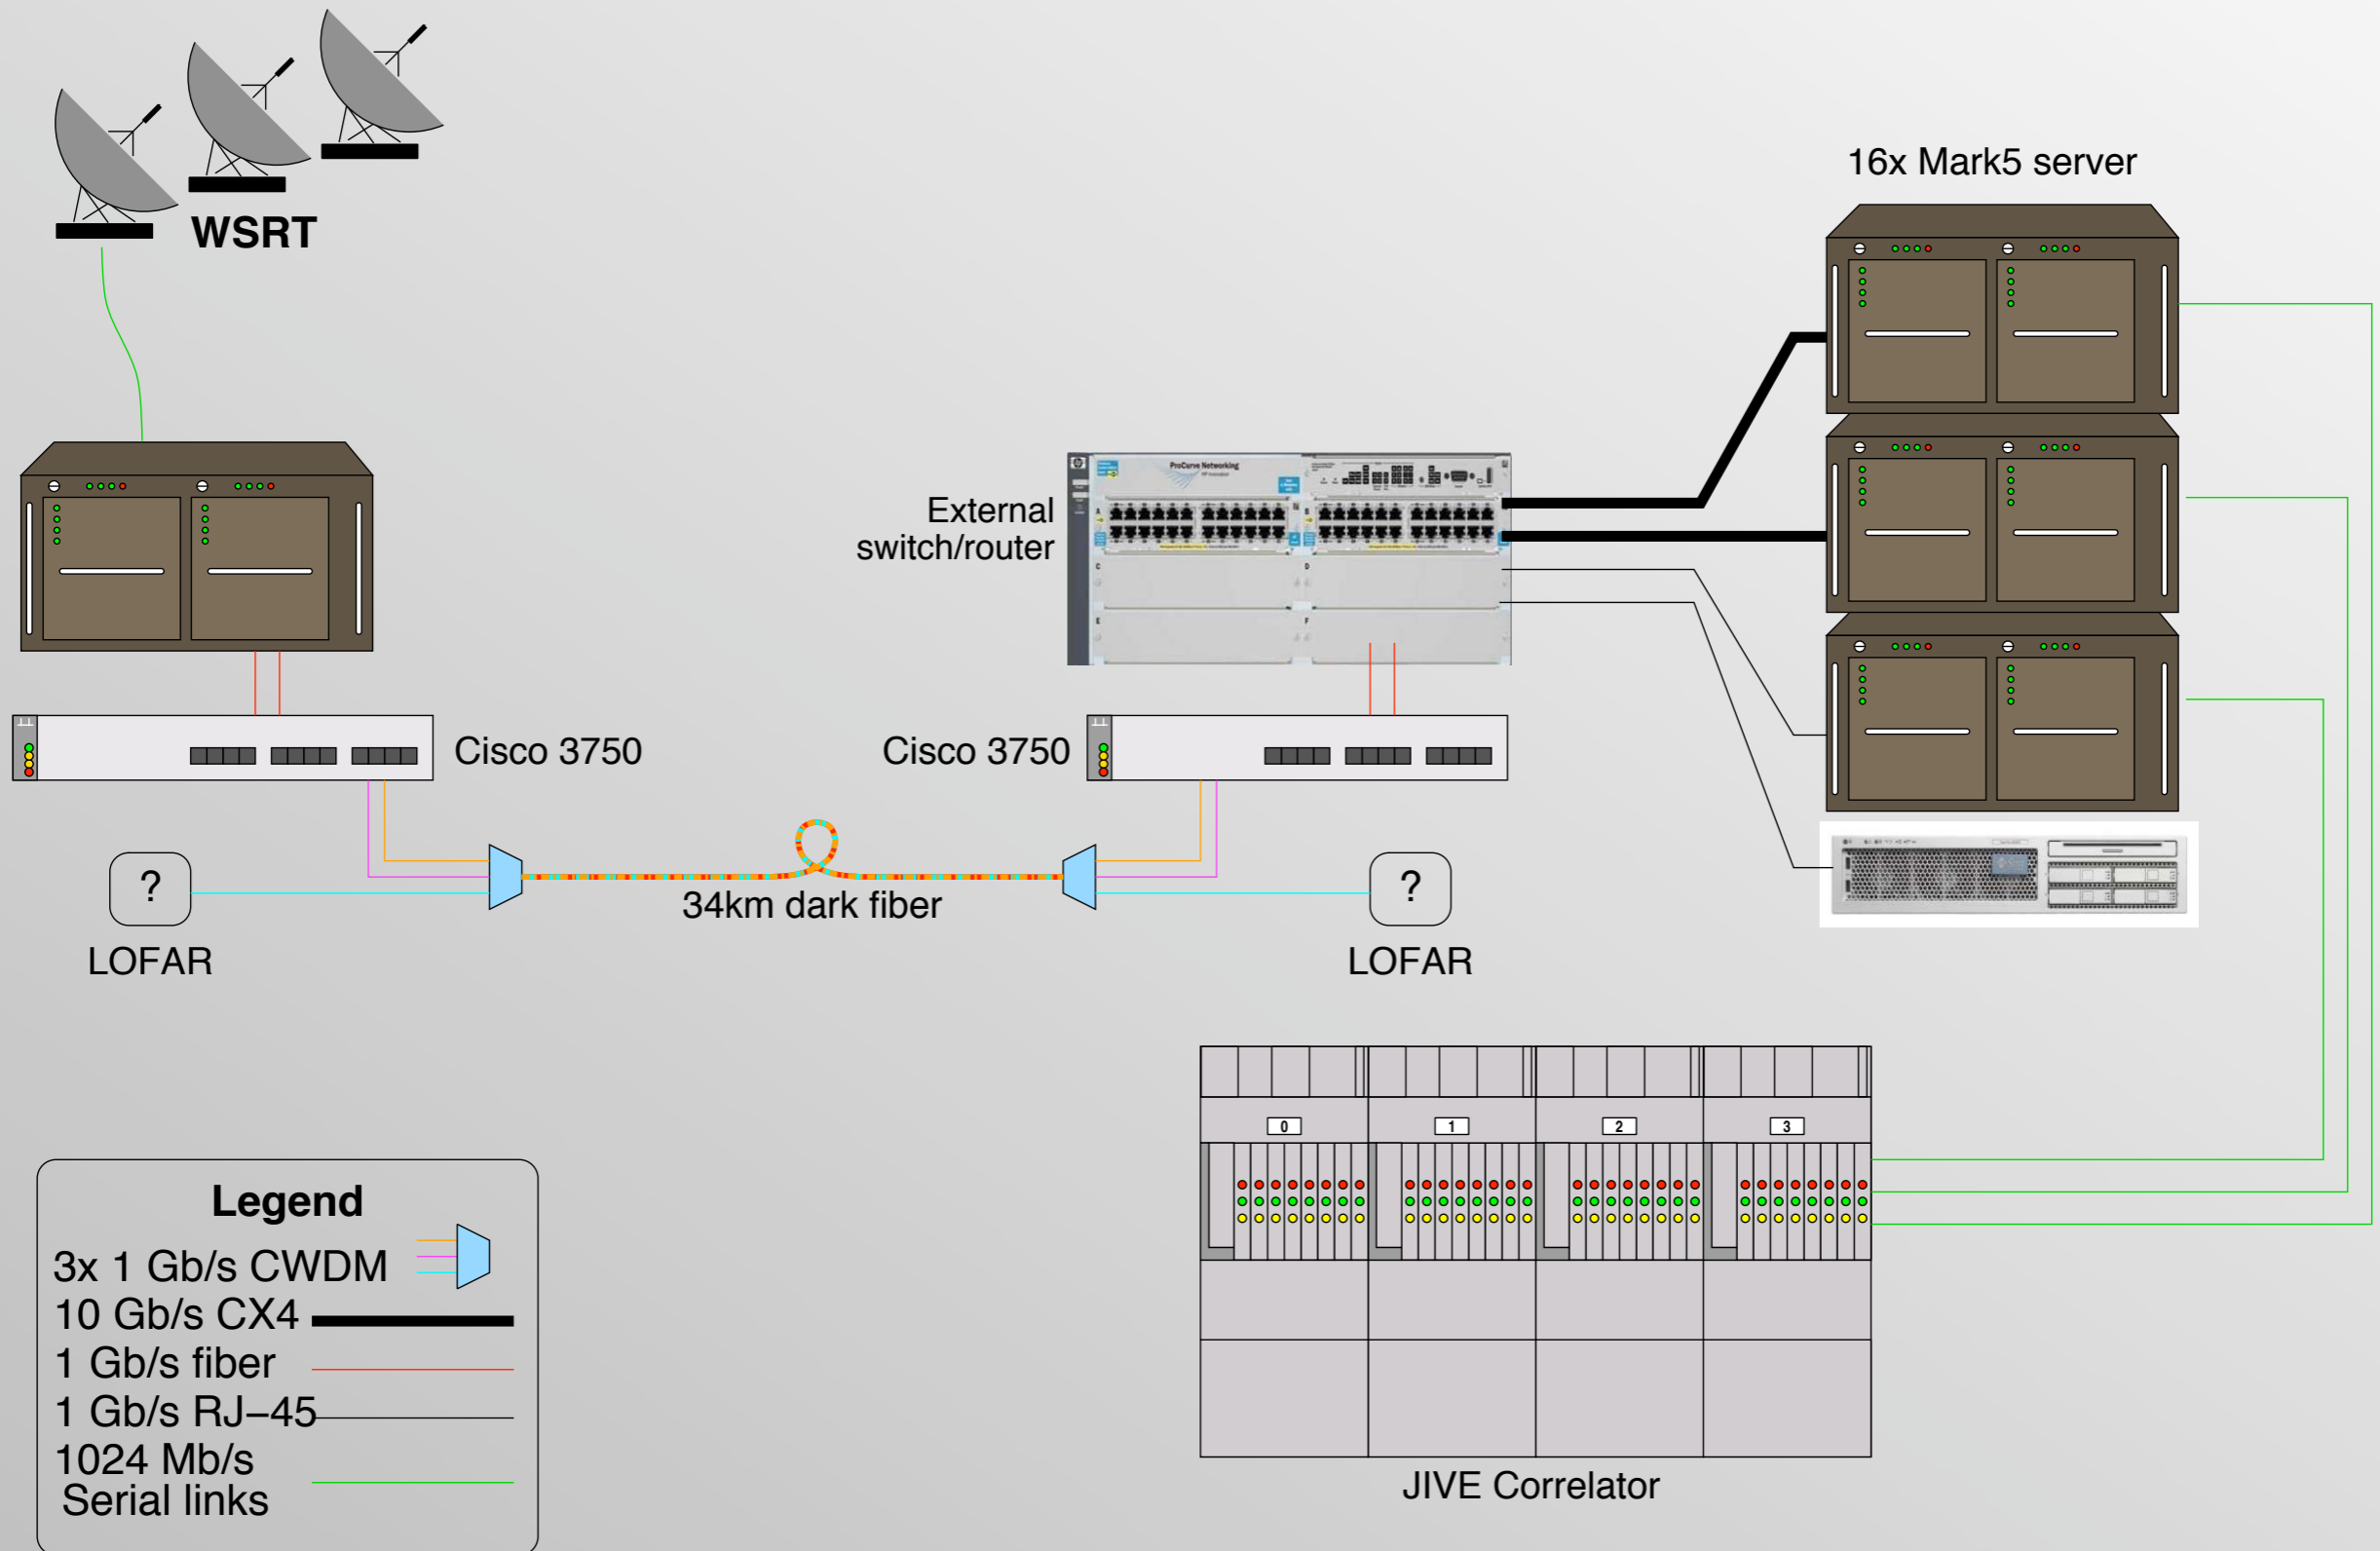 WSRT
16x Mark5 server
ProCurve Networking
External
switch/router
Cisco 3750
Cisco 3750
?
34km dark fiber
?
LOFAR
LOFAR
0
1
2
3
JIVE Correlator
Legend
3x 1 Gb/s CWDM
10 Gb/s CX4
1 Gb/s fiber
1 Gb/s RJ−45
1024 Mb/s
Serial links